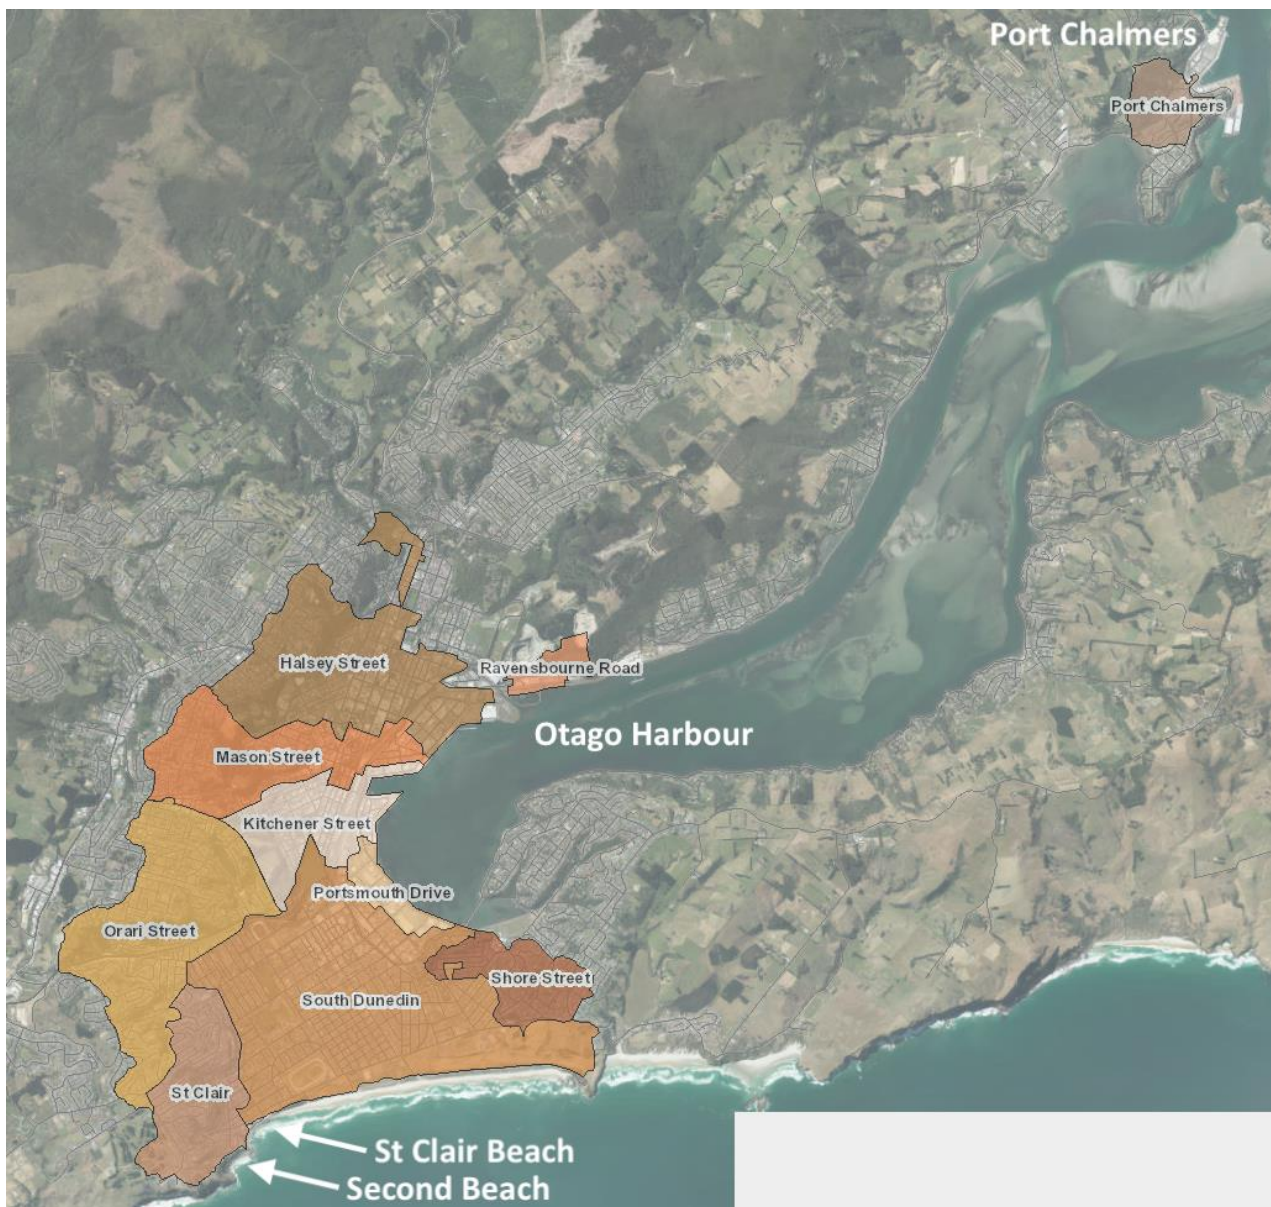 Port Chalmers
Port Chalmers
Halsey Street
Ravensbourne Road
Otago Harbour
Mason Street
Kitchener Street
Portsmouth Drive
Orari Street
Shore Street
South Dunedin
St Clair
St Clair Beach
Second Beach